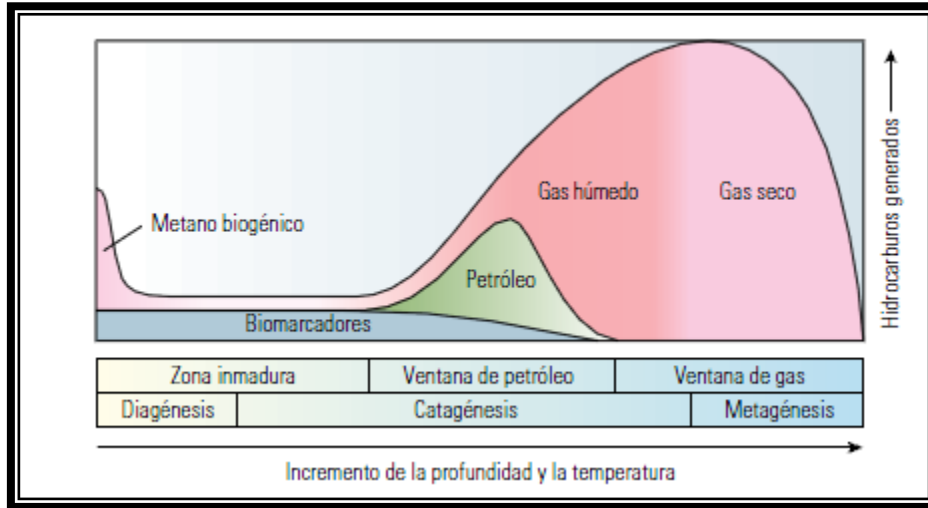 Metano biogénico
Gas húmedo
Gas seco
Petróleo
Biomarcadores
Hidrocarburos generados
Zona inmadura
Ventana de petróleo
Ventana de gas
Diagénesis
Catagénesis
Metagénesis
Incremento de la profundidad y la temperatura